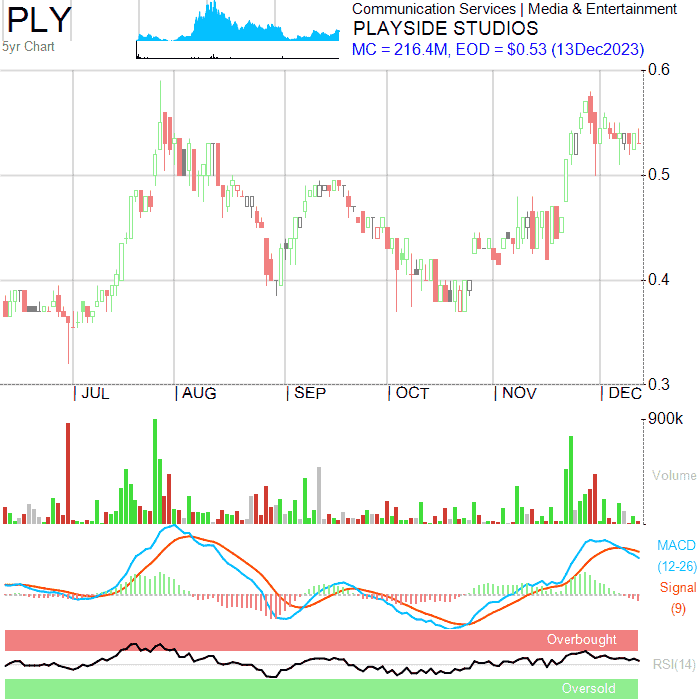 PLY
5yr Chart
Communication Services | Media & Entertainment
PLAYSIDE STUDIOS
MC = 216.4M, EOD = $0.53 (13Dec2023)
0.6
0.5
0.4
0.3
| JUL | AUG | SEP | OCT | NOV | DEC
900k
Volume
MACD
(12-26)
Signal
(9)
Overbought
RSI(14)
Oversold